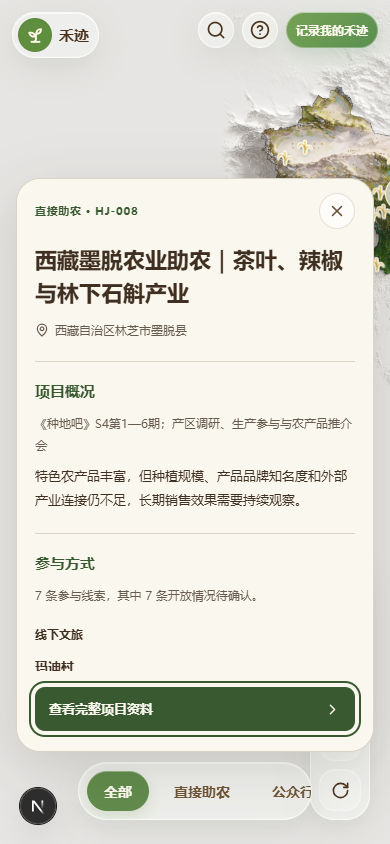 禾迹
记录我的禾迹
直接助农 • HJ-008
西藏墨脱农业助农｜茶叶、辣椒
与林下石斛产业
西藏自治区林芝市墨脱县
项目概况
《种地吧》S4第1—6期；产区调研、生产参与与农产品推介
会
特色农产品丰富，但种植规模、产品品牌知名度和外部
产业连接仍不足，长期销售效果需要持续观察。
参与方式
7 条参与线索，其中 7 条开放情况待确认。
线下文旅
玛迪村
查看完整项目资料
全部
直接助农
公众行
N